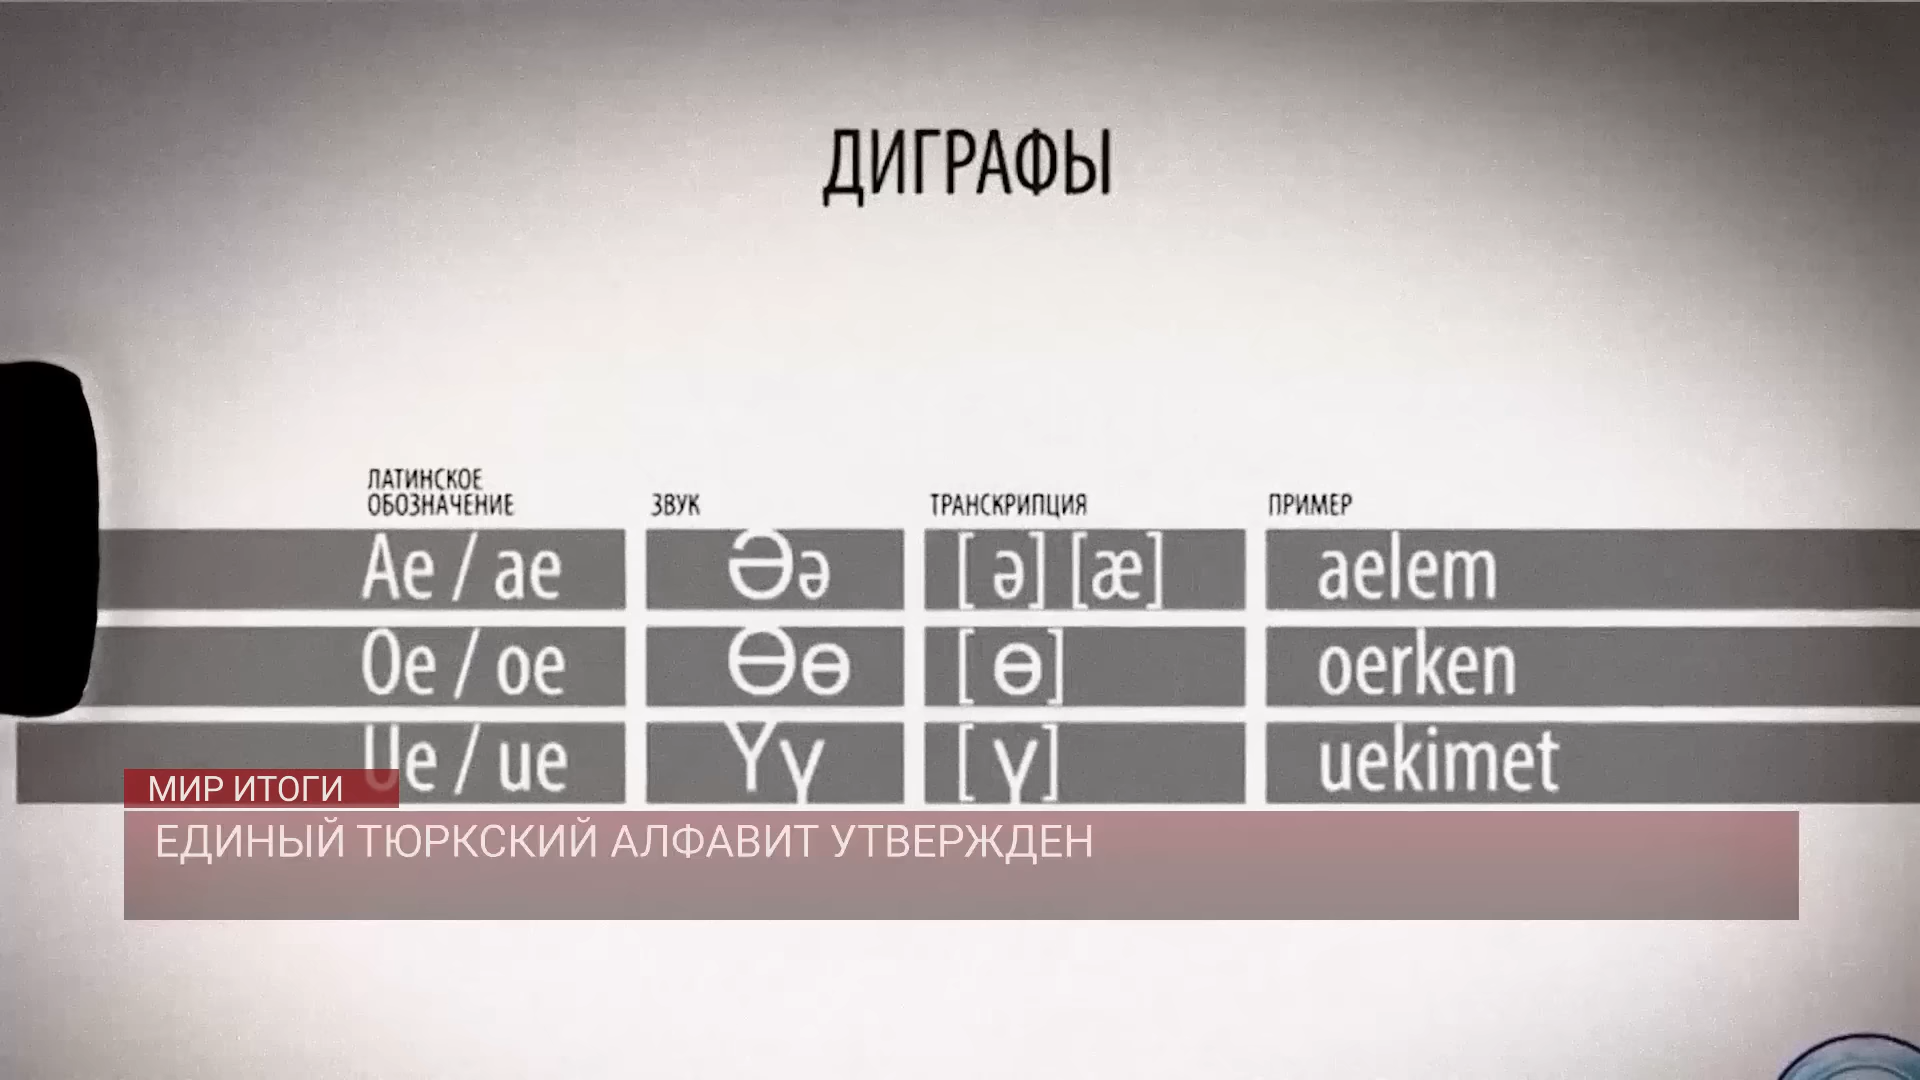 ДИГРАФЫ
ЛАТИНСКОЕ
ОБОЗНАЧЕНИЕ
ЗВУК
ТРАНСКРИПЦИЯ
ПРИМЕР
Ae / ae
Әә
[ ə] [æ]
aelem
Oe / oe
Өө
[ ɵ]
oerken
Ue / ue
Үү
[ ү]
uekimet
МИР ИТОГИ
ЕДИНЫЙ ТЮРКСКИЙ АЛФАВИТ УТВЕРЖДЕН